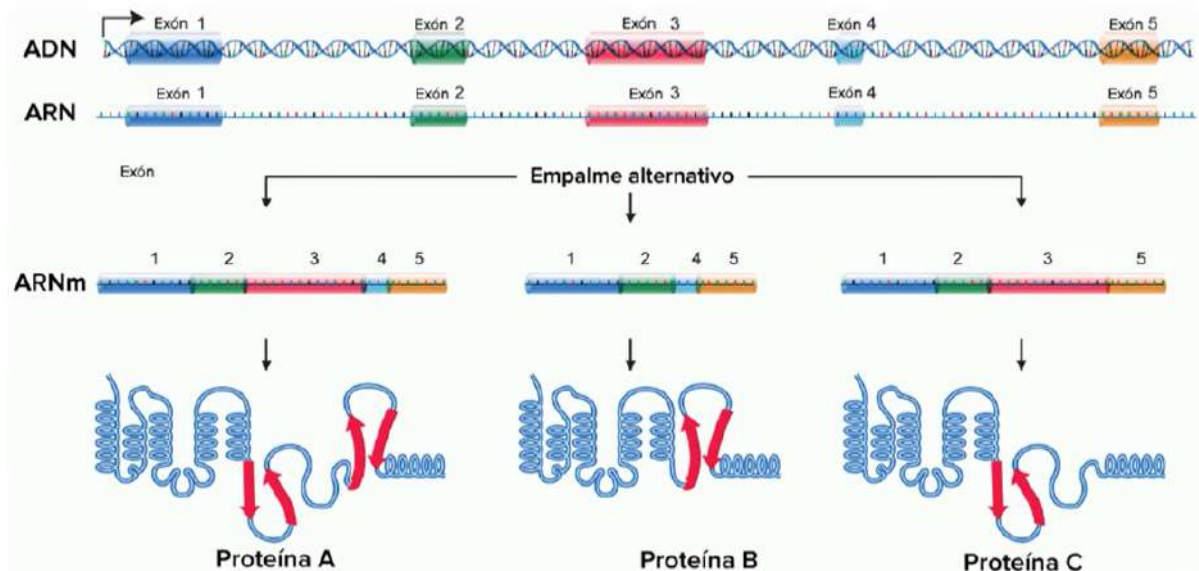 Exón 1 Exón 2 Exón 3 Exón 4 Exón 5
ADN
Exón 1 Exón 2 Exón 3 Exón 4 Exón 5
ARN
Exón
Empalme alternativo
1 2 3 4 5 1 2 4 5 1 2 3 5
ARNm
Proteína A Proteína B Proteína C